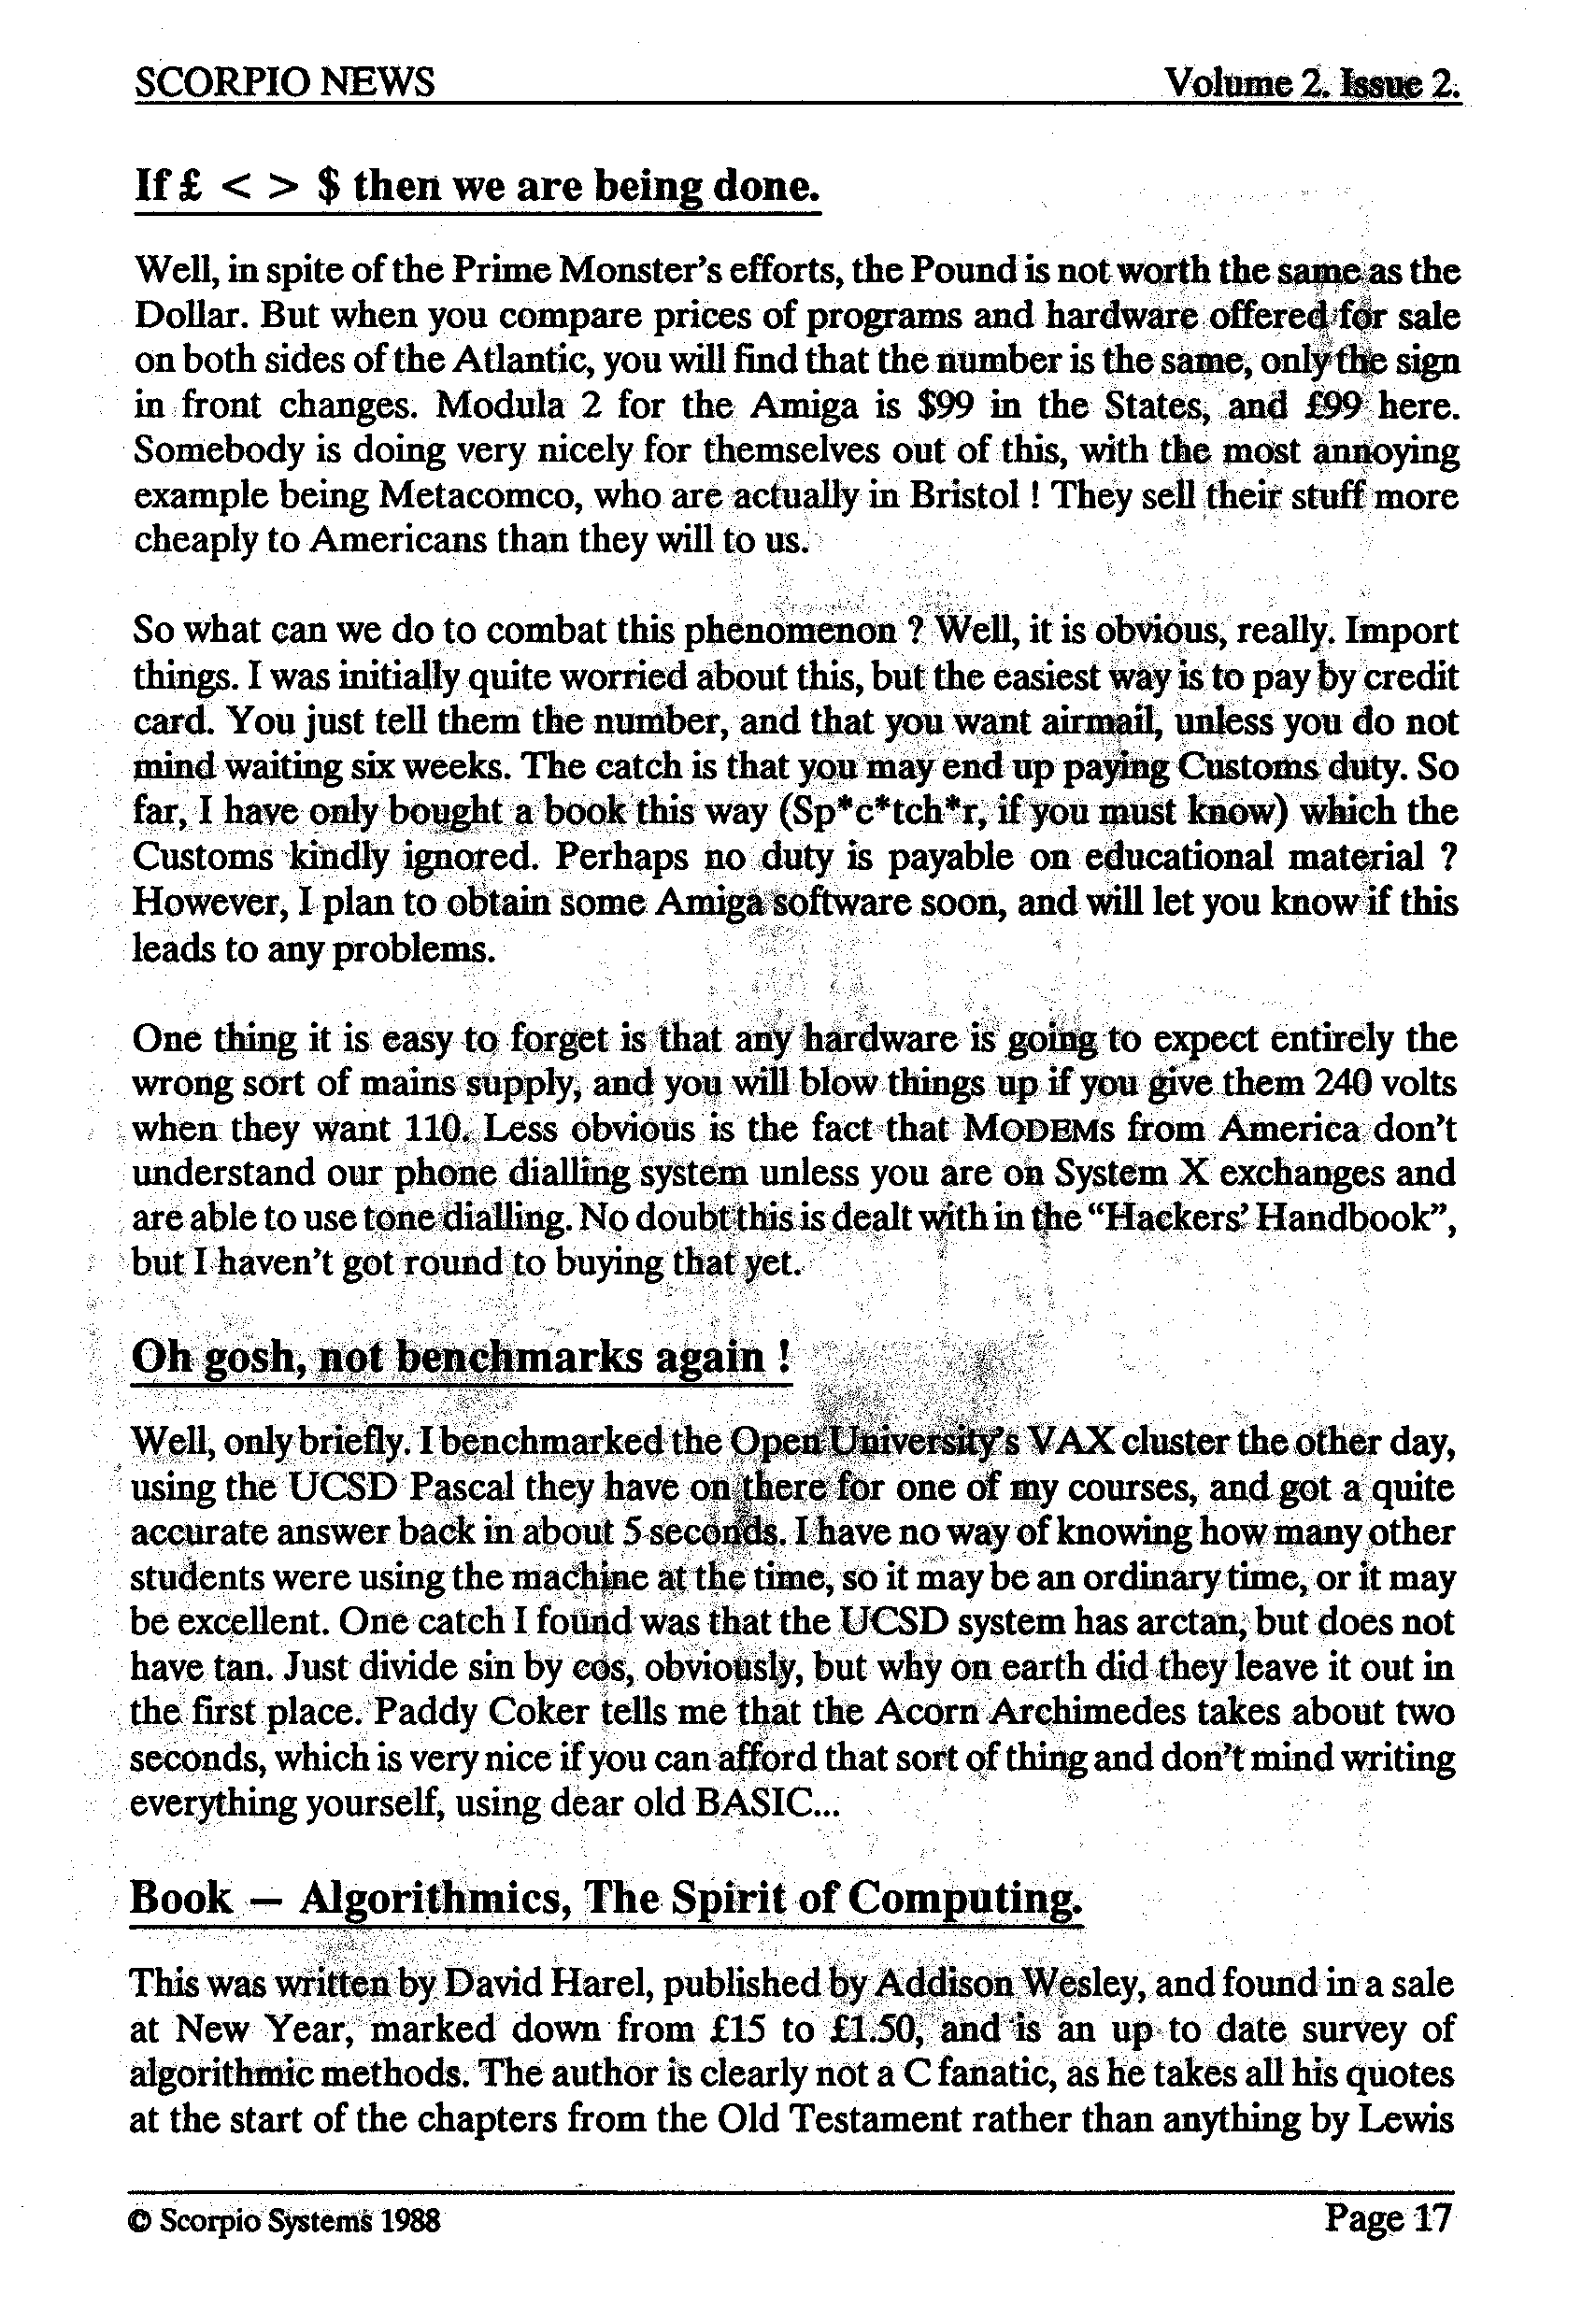 SCORPIO NEWS Volume 2. Issue 2.
If £ < > $ then we are being done.
Well, in spite of the Prime Monster's efforts, the Pound is not worth the same as the
Dollar. But when you compare prices of programs and hardware offered for sale
on both sides of the Atlantic, you will find that the number is the same, only the sign
in front changes. Modula 2 for the Amiga is $99 in the States, and £99 here.
Somebody is doing very nicely for themselves out of this, with the most annoying
example being Metacomco, who are actually in Bristol ! They sell their stuff more
cheaply to Americans than they will to us.
So what can we do to combat this phenomenon ? Well, it is obvious, really. Import
things. I was initially quite worried about this, but the easiest way is to pay by credit
card. You just tell them the number, and that you want airmail, unless you do not
mind waiting six weeks. The catch is that you may end up paying Customs duty. So
far, I have only bought a book this way (Sp*c*tch*r, if you must know) which the
Customs kindly ignored. Perhaps no duty is payable on educational material ?
However, I plan to obtain some Amiga software soon, and will let you know if this
leads to any problems.
One thing it is easy to forget is that any hardware is going to expect entirely the
wrong sort of mains supply, and you will blow things up if you give them 240 volts
when they want 110. Less obvious is the fact that MODEMs from America don't
understand our phone dialling system unless you are on System X exchanges and
are able to use tone dialling. No doubt this is dealt with in the "Hackers' Handbook",
but I haven't got round to buying that yet.
Oh gosh, not benchmarks again !
Well, only briefly. I benchmarked the Open University's VAX cluster the other day,
using the UCSD Pascal they have on there for one of my courses, and got a quite
accurate answer back in about 5 seconds. I have no way of knowing how many other
students were using the machine at the time, so it may be an ordinary time, or it may
be excellent. One catch I found was that the UCSD system has arctan, but does not
have tan. Just divide sin by cos, obviously, but why on earth did they leave it out in
the first place. Paddy Coker tells me that the Acorn Archimedes takes about two
seconds, which is very nice if you can afford that sort of thing and don't mind writing
everything yourself, using dear old BASIC...
Book — Algorithmics, The Spirit of Computing.
This was written by David Harel, published by Addison Wesley, and found in a sale
at New Year, marked down from £15 to £1.50, and is an up to date survey of
algorithmic methods. The author is clearly not a C fanatic, as he takes all his quotes
at the start of the chapters from the Old Testament rather than anything by Lewis
© Scorpio Systems 1988 Page 17